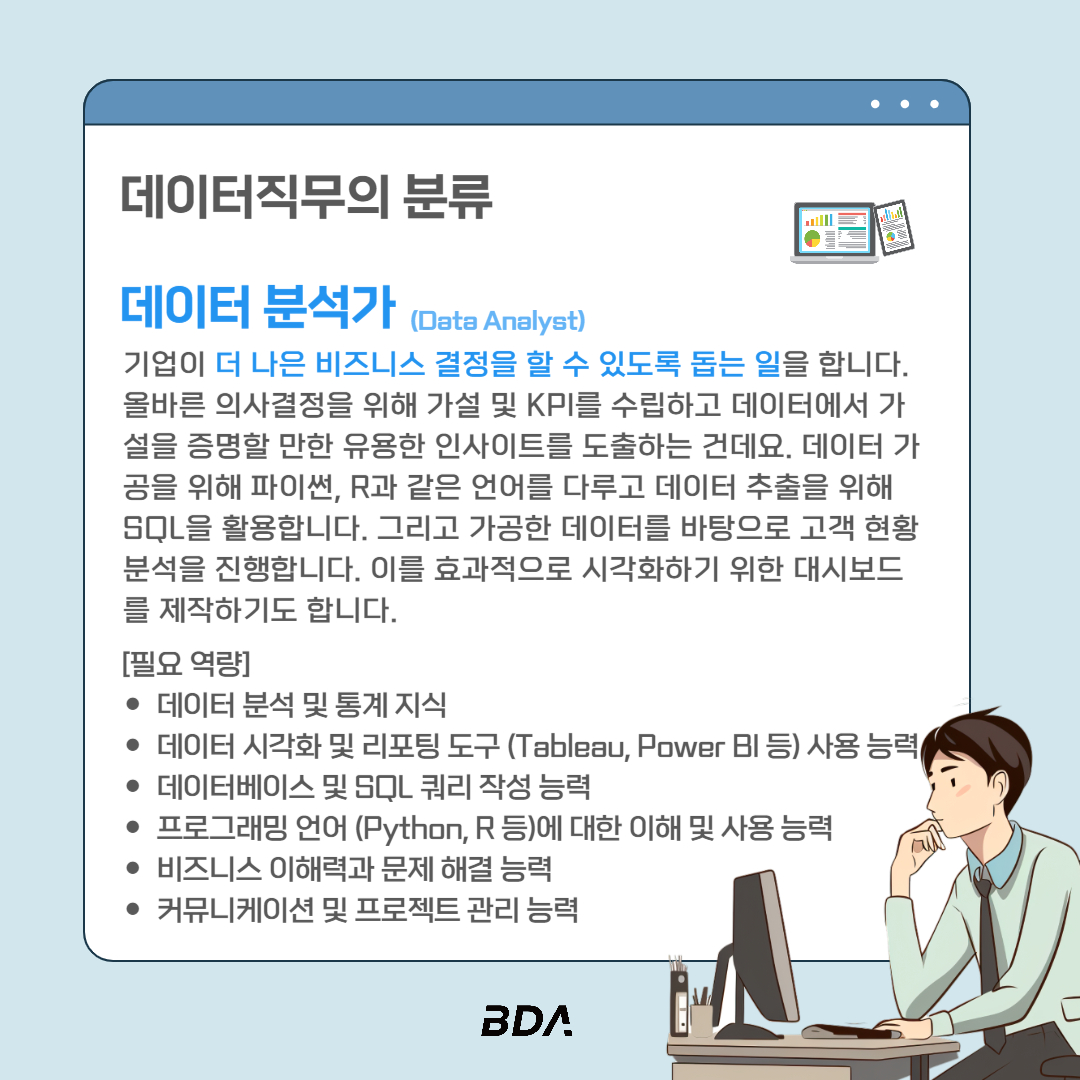 데이터직무의 분류
데이터 분석가 (Data Analyst)
기업이 더 나은 비즈니스 결정을 할 수 있도록 돕는 일을 합니다.
올바른 의사결정을 위해 가설 및 KPI를 수립하고 데이터에서 가
설을 증명할 만한 유용한 인사이트를 도출하는 건데요. 데이터 가
공을 위해 파이썬, R과 같은 언어를 다루고 데이터 추출을 위해
SQL을 활용합니다. 그리고 가공한 데이터를 바탕으로 고객 현황
분석을 진행합니다. 이를 효과적으로 시각화하기 위한 대시보드
를 제작하기도 합니다.
[필요 역량]
• 데이터 분석 및 통계 지식
• 데이터 시각화 및 리포팅 도구 (Tableau, Power BI 등) 사용 능력
• 데이터베이스 및 SQL 쿼리 작성 능력
• 프로그래밍 언어 (Python, R 등)에 대한 이해 및 사용 능력
• 비즈니스 이해력과 문제 해결 능력
• 커뮤니케이션 및 프로젝트 관리 능력
BDA